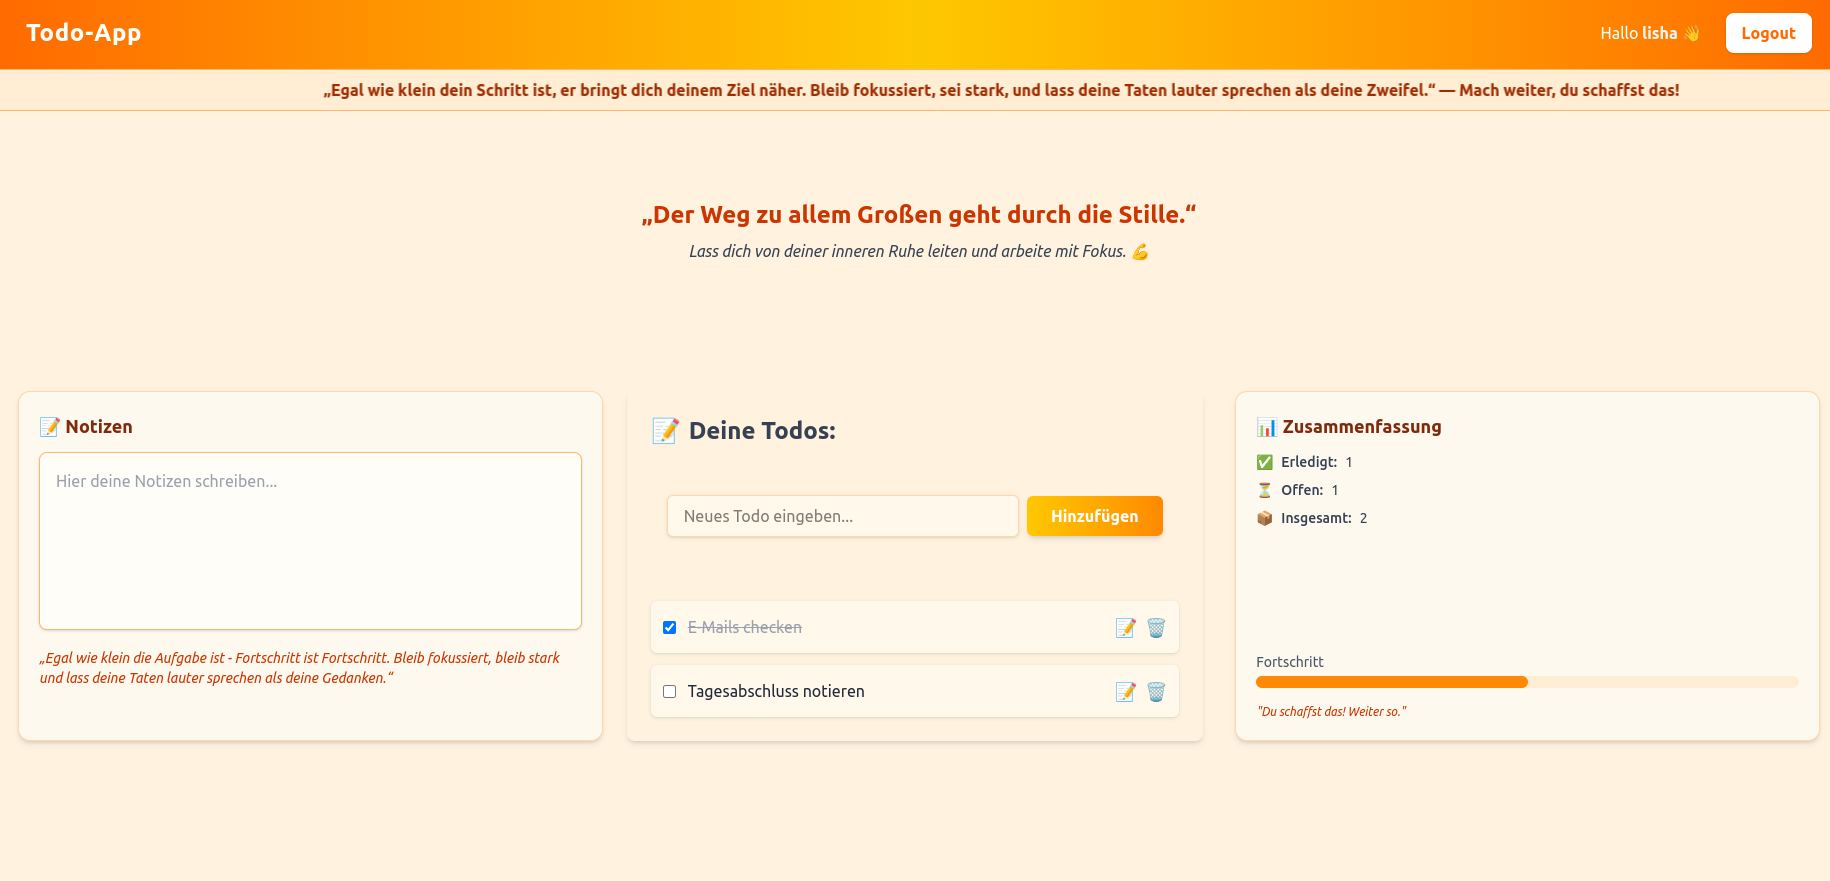 Todo-App
Hallo lisha 👋
Logout
„Egal wie klein dein Schritt ist, er bringt dich deinem Ziel näher. Bleib fokussiert, sei stark, und lass deine Taten lauter sprechen als deine Zweifel.“ — Mach weiter, du schaffst das!
„Der Weg zu allem Großen geht durch die Stille.“
Lass dich von deiner inneren Ruhe leiten und arbeite mit Fokus. 💪
📝 Notizen
Hier deine Notizen schreiben...
„Egal wie klein die Aufgabe ist - Fortschritt ist Fortschritt. Bleib fokussiert, bleib stark
und lass deine Taten lauter sprechen als deine Gedanken.“
📝 Deine Todos:
Neues Todo eingeben...
Hinzufügen
E-Mails checken
Tagesabschluss notieren
📊 Zusammenfassung
✅ Erledigt: 1
⏳ Offen: 1
📦 Insgesamt: 2
Fortschritt
"Du schaffst das! Weiter so."